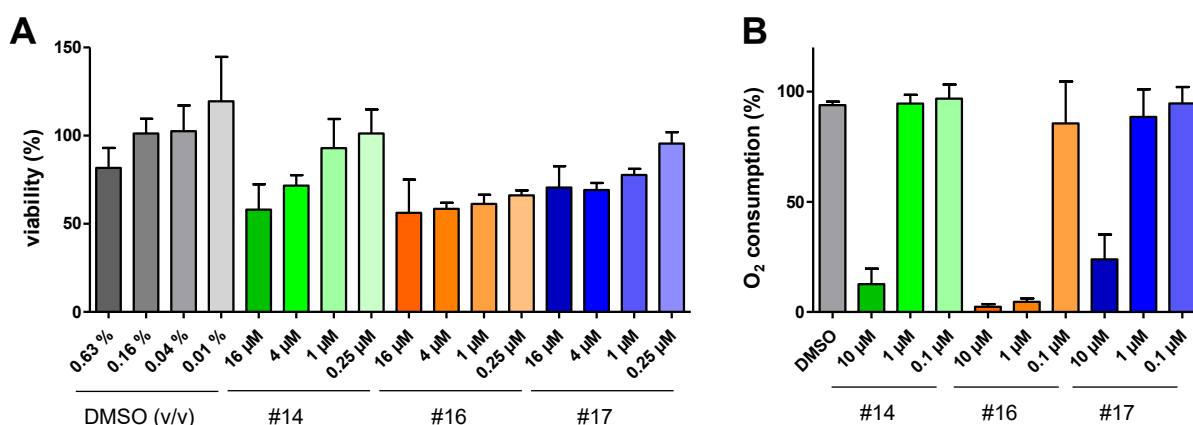 A
viability (%)
150
100
50
0
0.63 %
0.16 %
0.04 %
0.01 %
16 µM
4 µM
1 µM
0.25 µM
16 µM
4 µM
1 µM
0.25 µM
16 µM
4 µM
1 µM
0.25 µM
DMSO (v/v)
#14
#16
#17
B
O₂ consumption (%)
100
50
0
DMSO
10 µM
1 µM
0.1 µM
10 µM
1 µM
0.1 µM
10 µM
1 µM
0.1 µM
#14
#16
#17